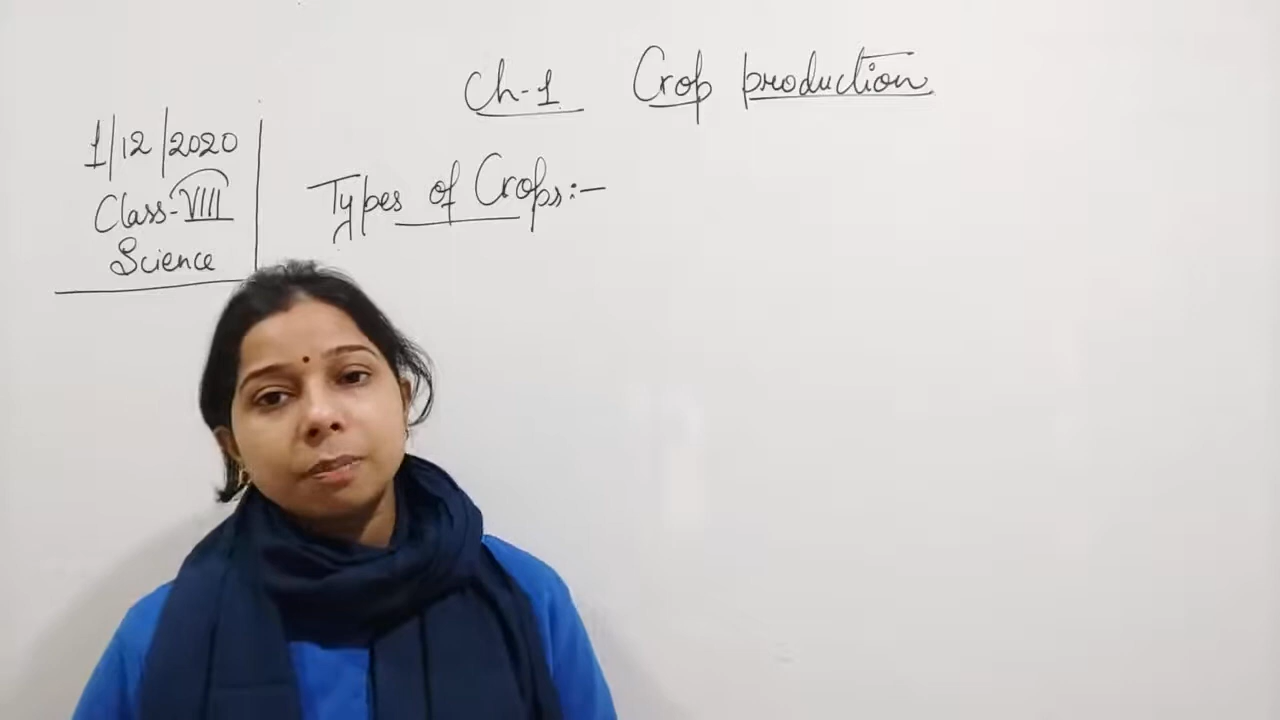 Ch-1 Crop production
1/12/2020
Class-VIII
Science
Types of Crops:-